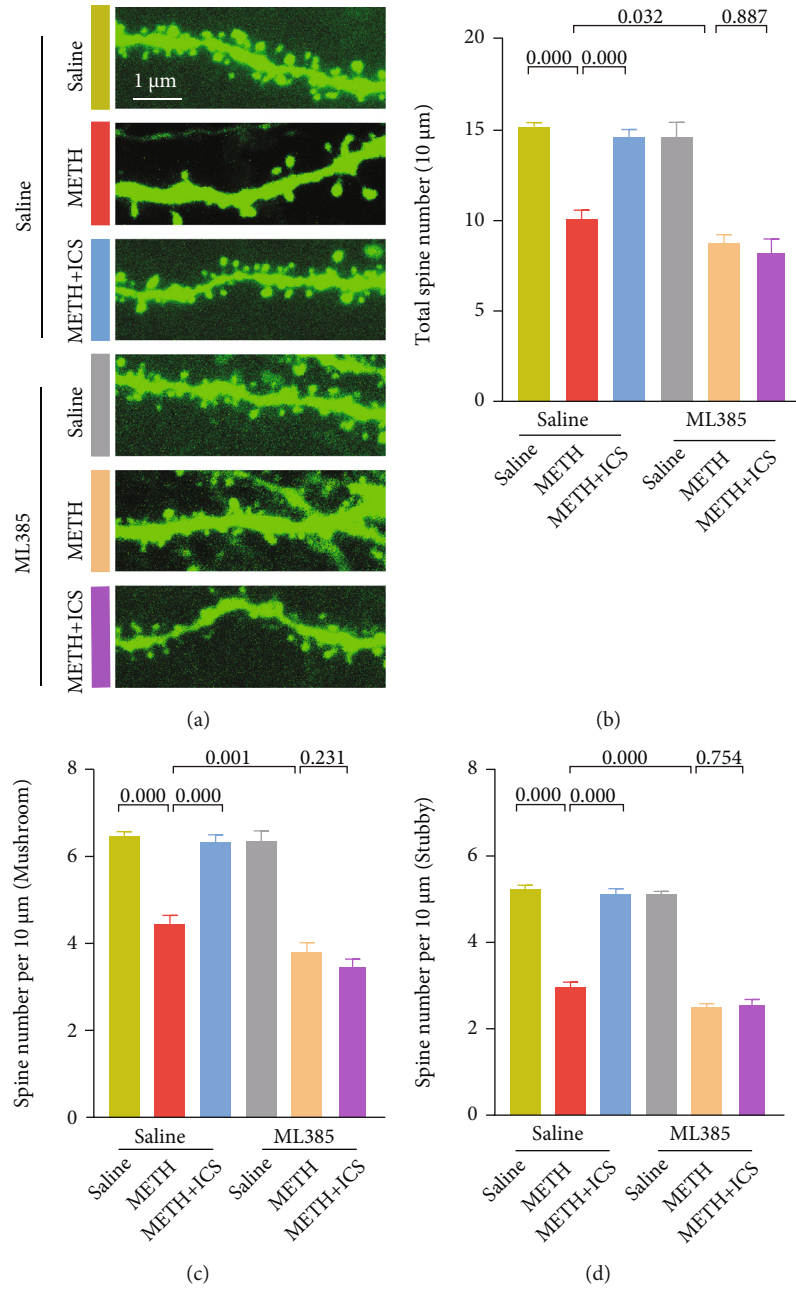 Saline
ML385
Saline
METH
METH+ICS
Saline
METH
METH+ICS
1 μm
(a)
Total spine number (10 μm)
20
15
10
5
0
0.032
0.887
0.000
0.000
Saline
ML385
Saline
METH
METH+ICS
Saline
METH
METH+ICS
(b)
Spine number per 10 μm (Mushroom)
8
6
4
2
0
0.001
0.231
0.000
0.000
Saline
ML385
Saline
METH
METH+ICS
Saline
METH
METH+ICS
(c)
Spine number per 10 μm (Stubby)
8
6
4
2
0
0.000
0.754
0.000
0.000
Saline
ML385
Saline
METH
METH+ICS
Saline
METH
METH+ICS
(d)